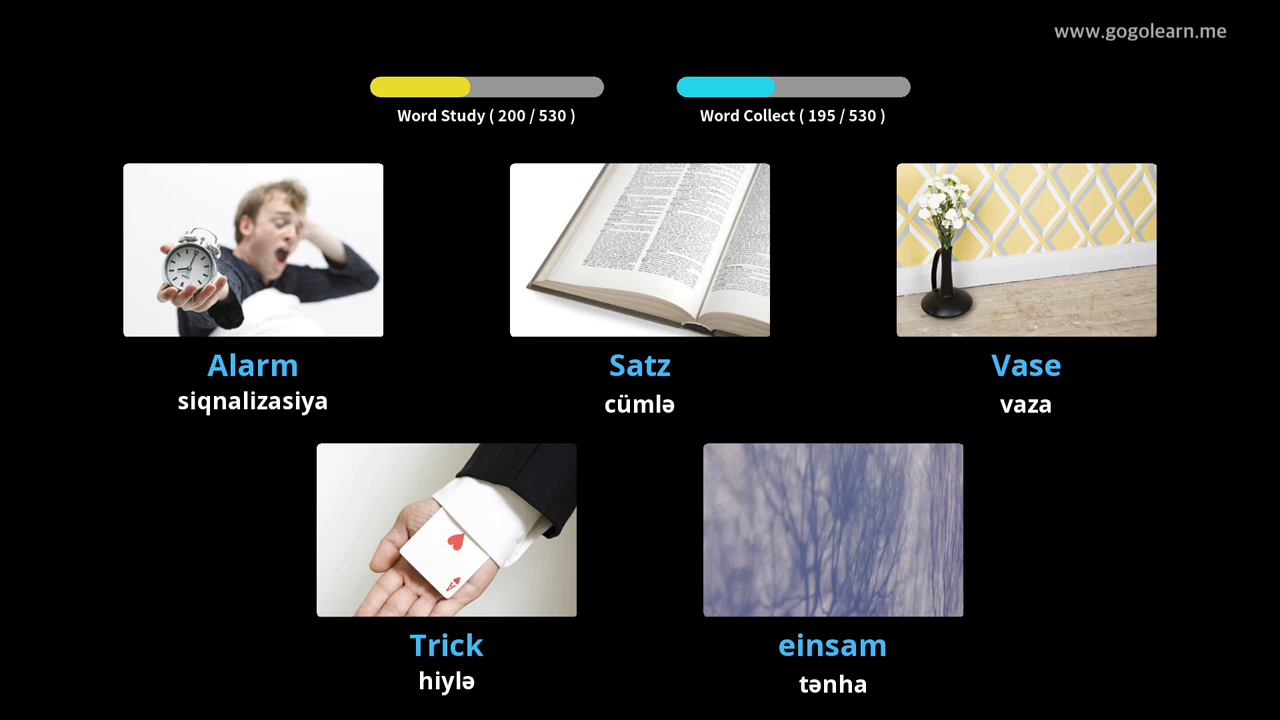 www.gogolearn.me
Word Study ( 200 / 530 )
Word Collect ( 195 / 530 )
Alarm
siqnalizasiya
Satz
cümlə
Vase
vaza
Trick
hiylə
einsam
tənha